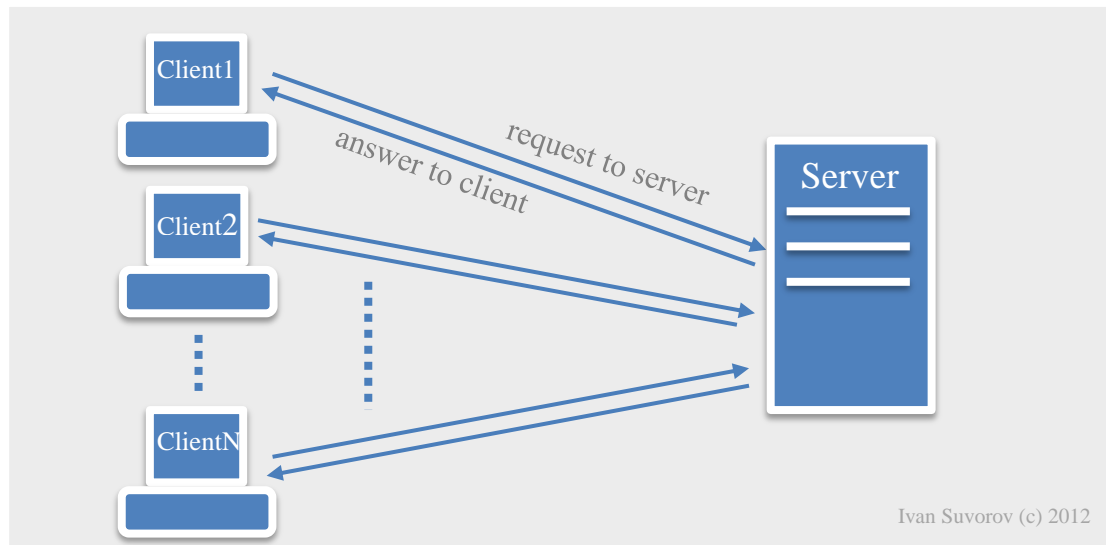 Client1
request to server
answer to client
Server
Client2
ClientN
Ivan Suvorov (c) 2012